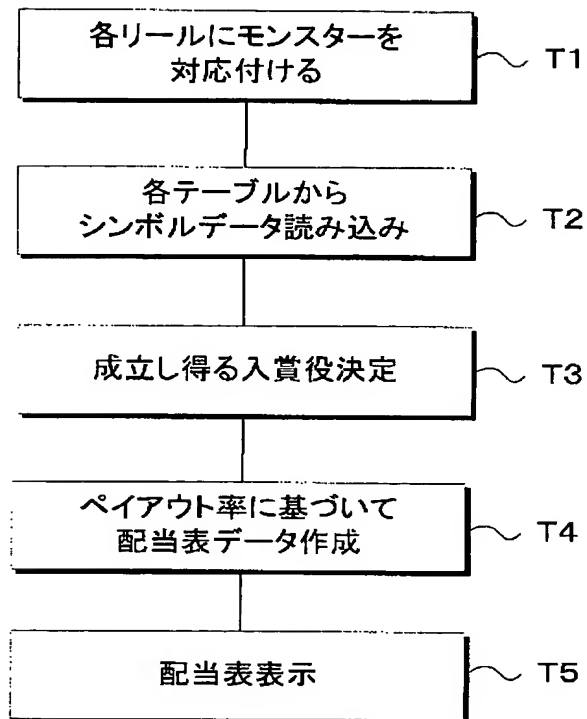 各リールにモンスターを
対応付ける
T1
各テーブルから
シンボルデータ読み込み
T2
成立し得る入賞役決定
T3
ペイアウト率に基づいて
配当表データ作成
T4
配当表表示
T5